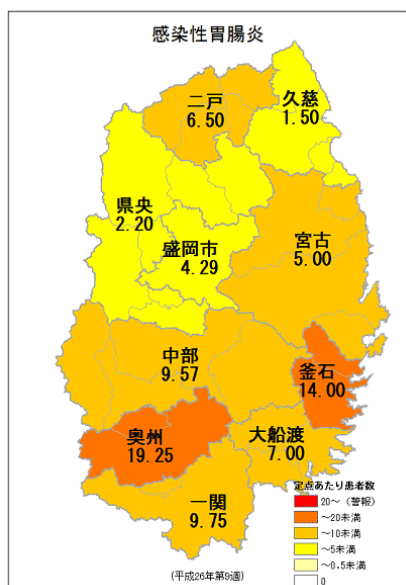 感染性胃腸炎
二戸
6.50
久慈
1.50
県央
2.20
盛岡市
4.29
宮古
5.00
中部
9.57
釜石
14.00
奥州
19.25
大船渡
7.00
一関
9.75
定点あたり患者数
20～（警報）
～20未満
～10未満
～5未満
～0.5未満
0
(平成26年第9週)